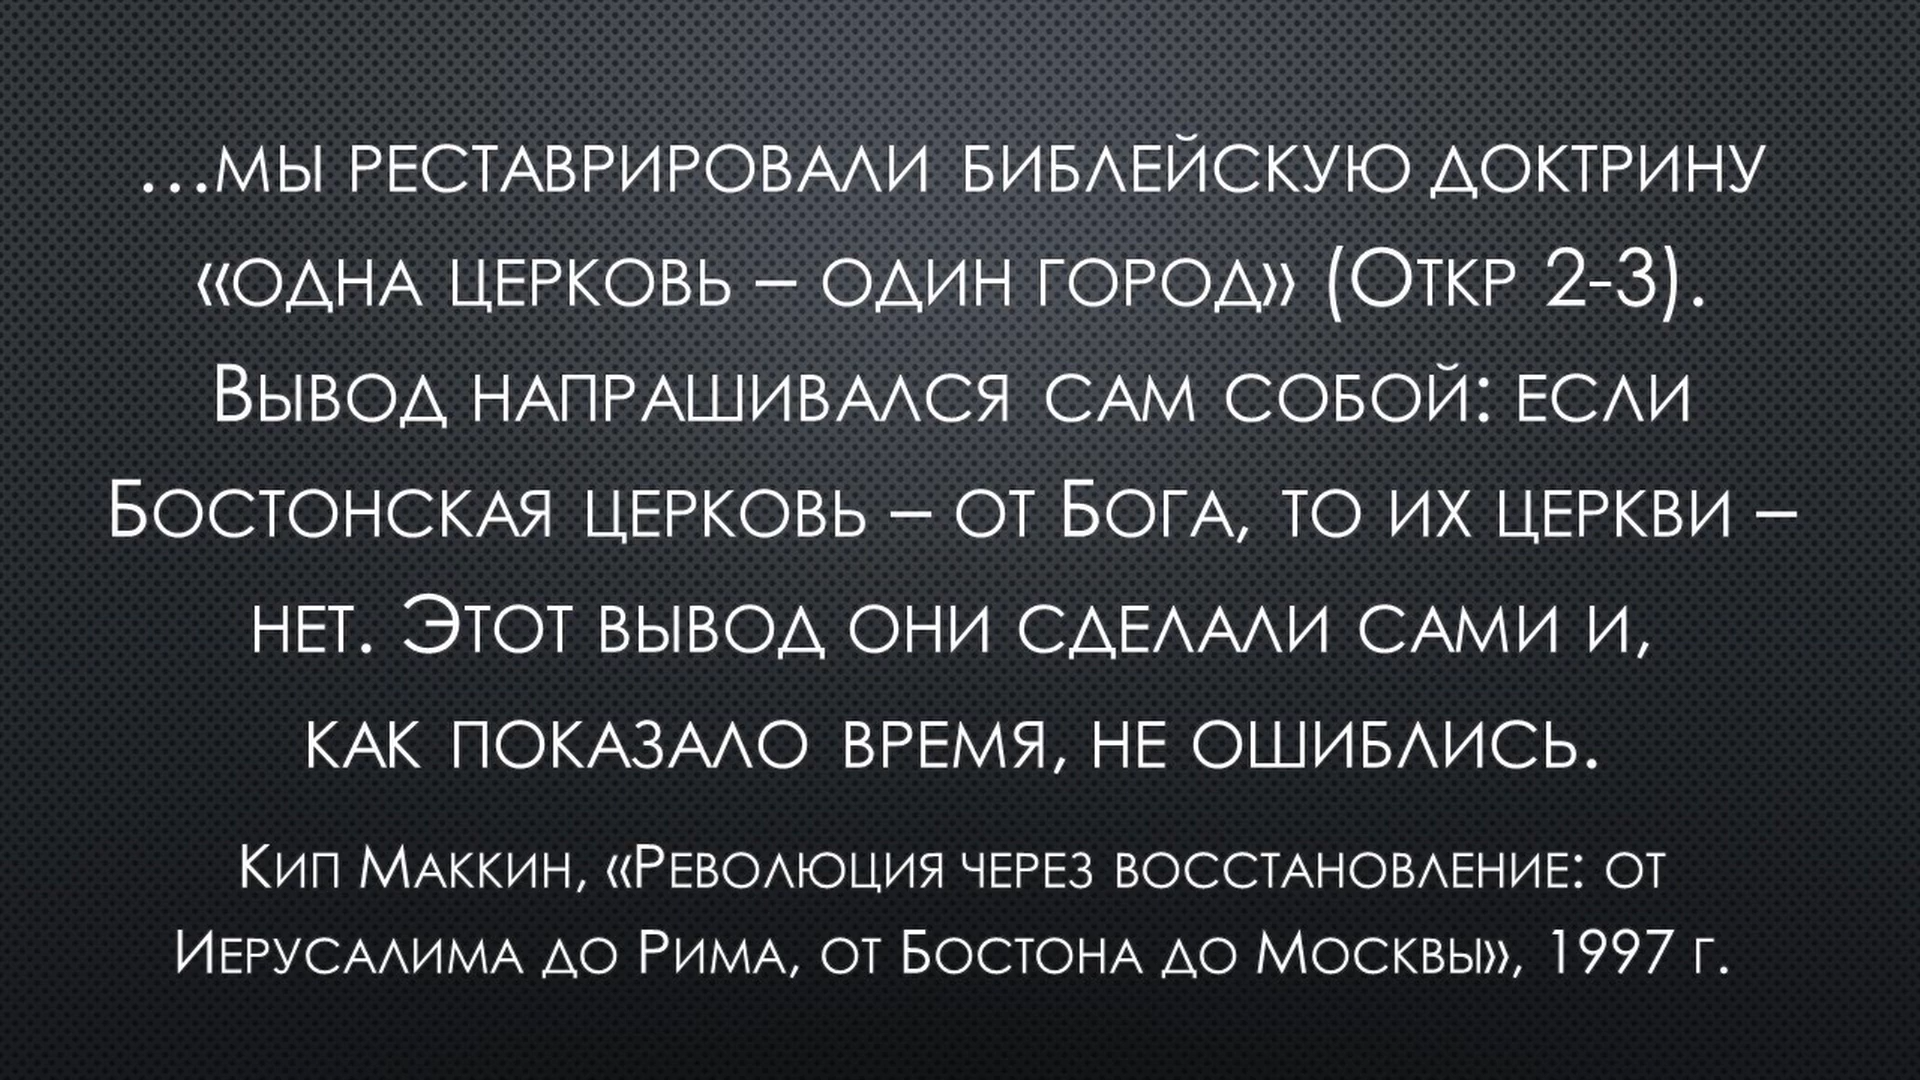 …мы реставрировали библейскую доктрину
«одна церковь – один город» (Откр 2-3).
Вывод напрашивался сам собой: если
Бостонская церковь – от Бога, то их церкви –
нет. Этот вывод они сделали сами и,
как показало время, не ошиблись.
Кип Маккин, «Революция через восстановление: от
Иерусалима до Рима, от Бостона до Москвы», 1997 г.